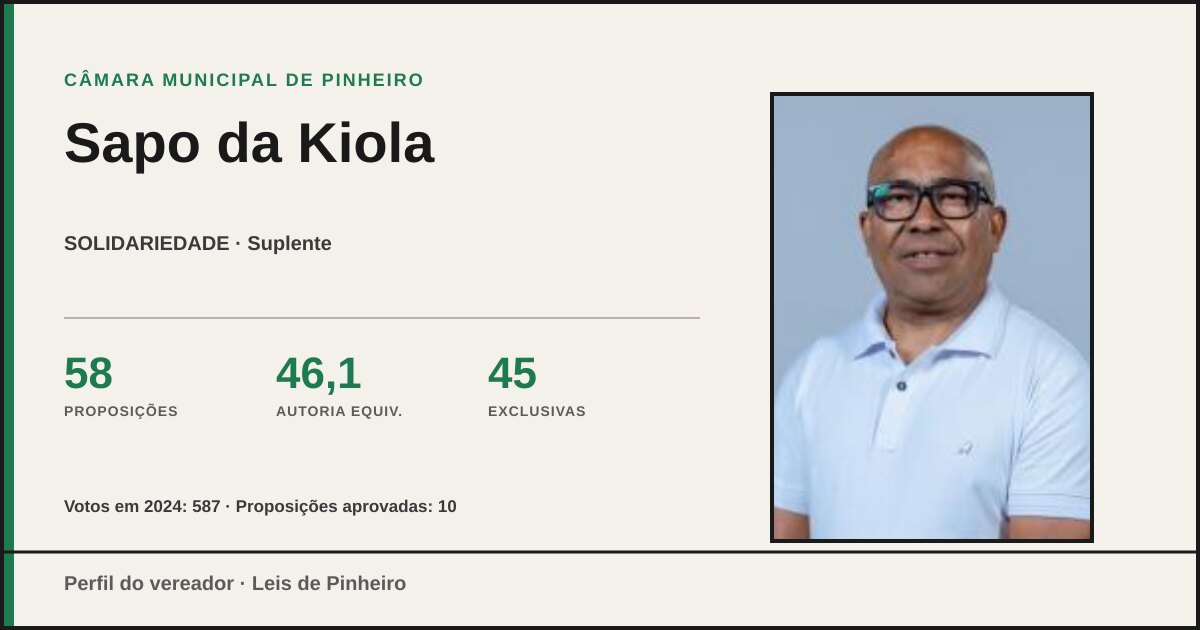 CÂMARA MUNICIPAL DE PINHEIRO
Sapo da Kiola
SOLIDARIEDADE · Suplente
58
PROPOSIÇÕES
46,1
AUTORIA EQUIV.
45
EXCLUSIVAS
Votos em 2024: 587 · Proposições aprovadas: 10
Perfil do vereador · Leis de Pinheiro